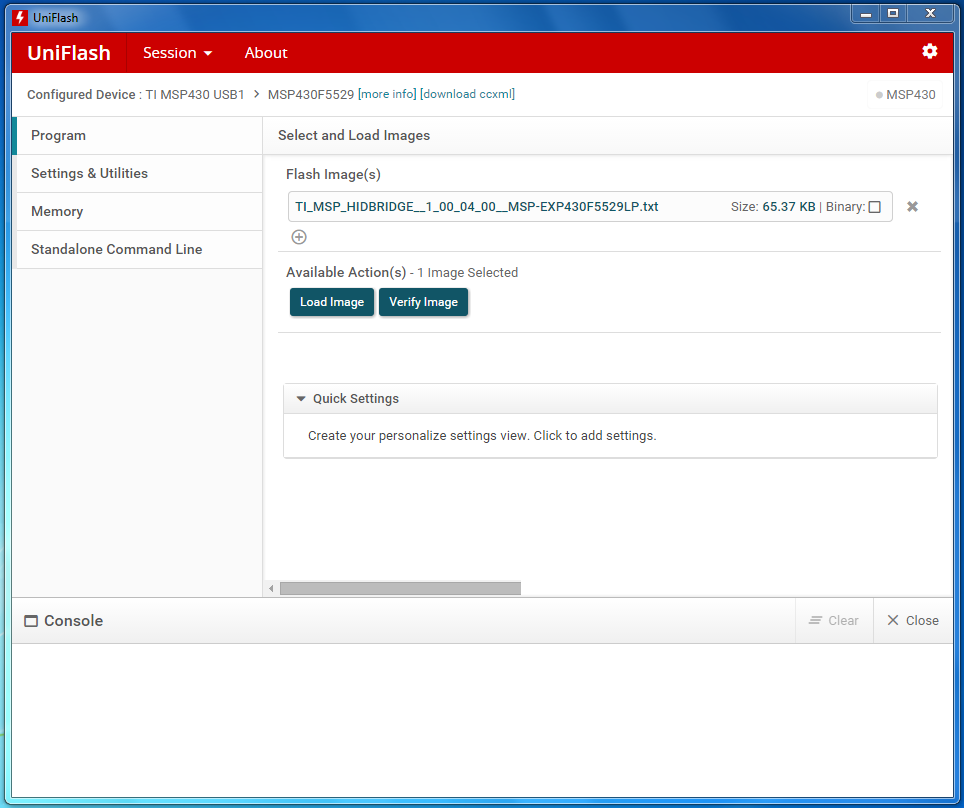 UniFlash
UniFlash Session About
Configured Device : TI MSP430 USB1 > MSP430F5529 [more info] [download ccxml] MSP430
Program
Settings & Utilities
Memory
Standalone Command Line
Select and Load Images
Flash Image(s)
TI_MSP_HIDBRIDGE__1_00_04_00__MSP-EXP430F5529LP.txt Size: 65.37 KB | Binary:
Available Action(s) - 1 Image Selected
Load Image Verify Image
Quick Settings
Create your personalize settings view. Click to add settings.
Console Clear Close